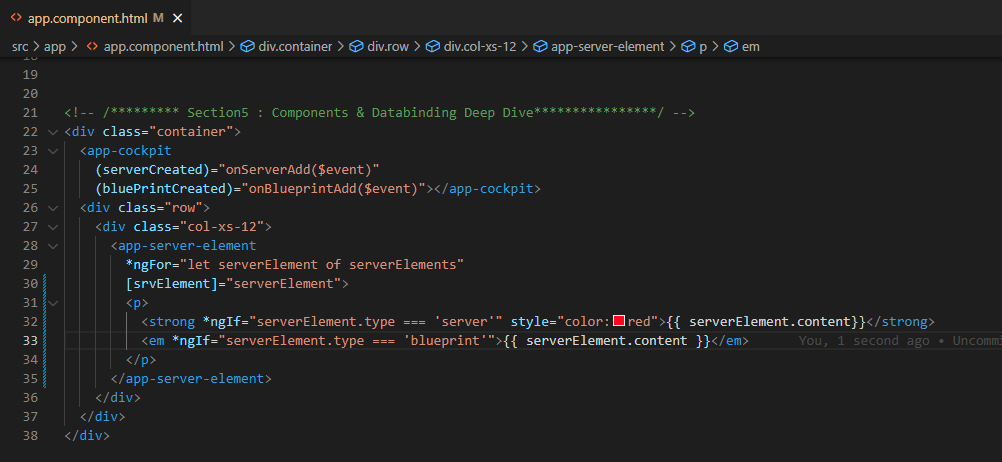 app.component.html M
src > app > app.component.html > div.container > div.row > div.col-xs-12 > app-server-element > p > em
18
19
20
21 <!-- /********* Section5 : Components & Databinding Deep Dive****************/ -->
22 <div class="container">
23 <app-cockpit
24 (serverCreated)="onServerAdd($event)"
25 (bluePrintCreated)="onBlueprintAdd($event)"></app-cockpit>
26 <div class="row">
27 <div class="col-xs-12">
28 <app-server-element
29 *ngFor="let serverElement of serverElements"
30 [srvElement]="serverElement">
31 <p>
32 <strong *ngIf="serverElement.type === 'server'" style="color:red">{{ serverElement.content}}</strong>
33 <em *ngIf="serverElement.type === 'blueprint'">{{ serverElement.content }}</em> You, 1 second ago • Uncommi
34 </p>
35 </app-server-element>
36 </div>
37 </div>
38 </div>